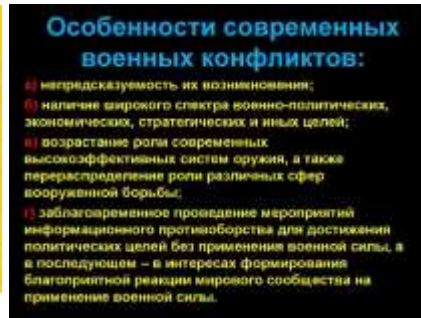 Особенности современных
военных конфликтов:
а) непредсказуемость их возникновения;
б) наличие широкого спектра военно-политических,
экономических, стратегических и иных целей;
в) возрастание роли современных
высокоэффективных систем оружия, а также
перераспределение роли различных сфер
вооруженной борьбы;
г) заблаговременное проведение мероприятий
информационного противоборства для достижения
политических целей без применения военной силы, а
в последующем – в интересах формирования
благоприятной реакции мирового сообщества на
применение военной силы.